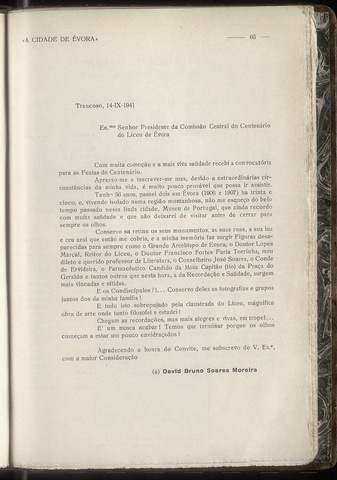 «A CIDADE DE ÉVORA»
65
Trancoso, 14-IX-1941
Ex.mo Senhor Presidente da Comissão Central do Centenário
do Liceu de Évora
Com muita comoção e a mais viva saüdade recebi a convocatória
para as Festas do Centenário.
Apresso-me a inscrever-me mas, devido a extraordinárias cir-
cunstâncias da minha vida, é muito pouco provável que possa ir assistir.
Tenho 56 anos, passei dois em Évora (1906 e 1907) há trinta e
cinco, e, vivendo isolado numa região montanhosa, não me esqueço do belo
tempo passado nessa linda cidade, Museu de Portugal, que ainda recordo
com muita saüdade e que não deixarei de visitar antes de cerrar para
sempre os olhos.
Conservo na retina os seus monumentos, as suas ruas, a sua luz
e céu azul que então me cobriu, e a minha memória faz surgir Figuras desa-
parecidas para sempre como o Grande Arcebispo de Évora, o Doutor Lopes
Marçal, Reitor do Liceu, o Doutor Francisco Fortes Faria Torrinha, meu
dileto e querido professor de Literatura, o Conselheiro José Soares, o Conde
de Ervideira, o Farmacêutico Candido da Mota Capitão (tio) da Praça do
Geraldo e tantos outros que nesta hora, a da Recordação e Saüdade, surgem
mais vincadas e nítidas.
E os Condiscípulos?!... Conservo deles as fotografias e grupos
juntos dos da minha família!
E tudo isto sobrepujado pela claustrada do Liceu, magnífica
obra de arte onde tanto filosofei e estudei!
Chegam as recordações, mas mais alegres e vivas, em tropel...
E' um nunca acabar! Temos que terminar porque os olhos
começam a estar um pouco envidraçados!
Agradecendo a honra do Convite, me subscrevo de V. Ex.ª,
com a maior Consideração
(a) David Bruno Soares Moreira